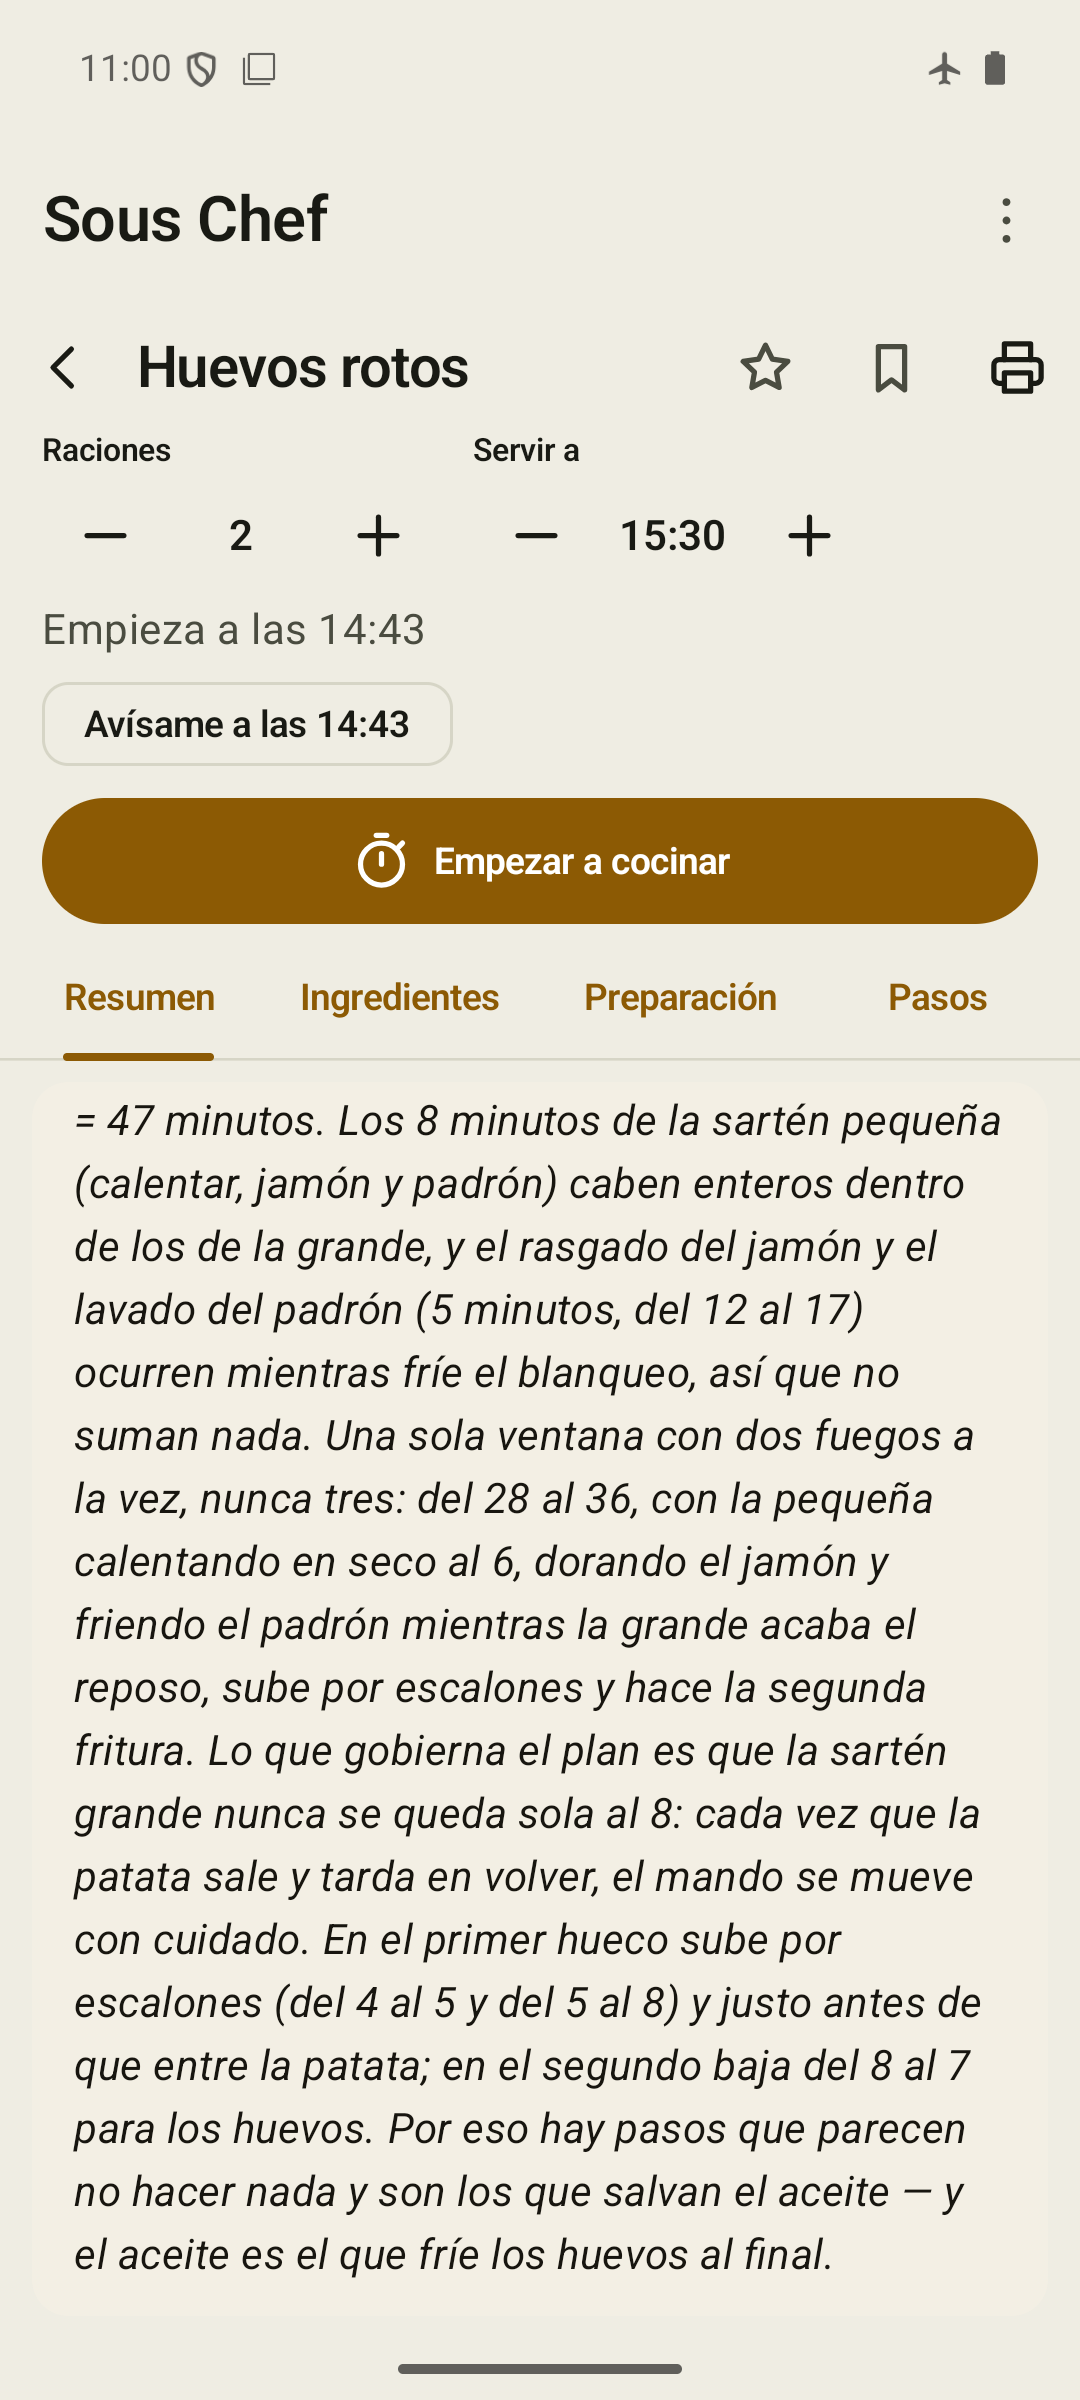 11:00
Sous Chef
Huevos rotos
Raciones
Servir a
2
15:30
Empieza a las 14:43
Avísame a las 14:43
Empezar a cocinar
Resumen
Ingredientes
Preparación
Pasos
= 47 minutos. Los 8 minutos de la sartén pequeña
(calentar, jamón y padrón) caben enteros dentro
de los de la grande, y el rasgado del jamón y el
lavado del padrón (5 minutos, del 12 al 17)
ocurren mientras fríe el blanqueo, así que no
suman nada. Una sola ventana con dos fuegos a
la vez, nunca tres: del 28 al 36, con la pequeña
calentando en seco al 6, dorando el jamón y
friendo el padrón mientras la grande acaba el
reposo, sube por escalones y hace la segunda
fritura. Lo que gobierna el plan es que la sartén
grande nunca se queda sola al 8: cada vez que la
patata sale y tarda en volver, el mando se mueve
con cuidado. En el primer hueco sube por
escalones (del 4 al 5 y del 5 al 8) y justo antes de
que entre la patata; en el segundo baja del 8 al 7
para los huevos. Por eso hay pasos que parecen
no hacer nada y son los que salvan el aceite — y
el aceite es el que fríe los huevos al final.